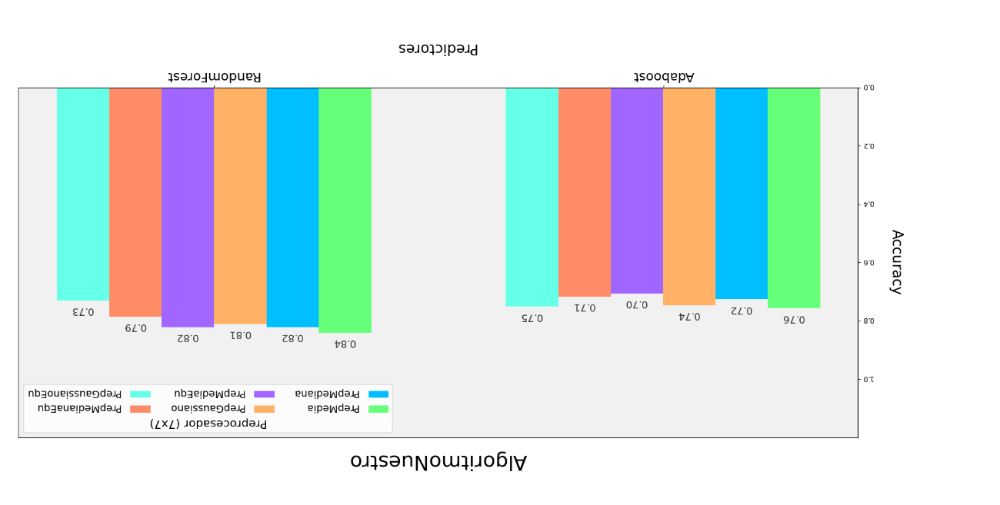 AlgoritmoNuestro
Preprocesador (7x7)
PrepMedia
PrepMediana
PrepGaussiano
PrepMediaEqu
PrepMedianaEqu
PrepGaussianoEqu
Accuracy
1.0
0.8
0.6
0.4
0.2
0.0
0.76
0.72
0.74
0.70
0.71
0.75
0.84
0.82
0.81
0.82
0.79
0.73
Adaboost
RandomForest
Predictores